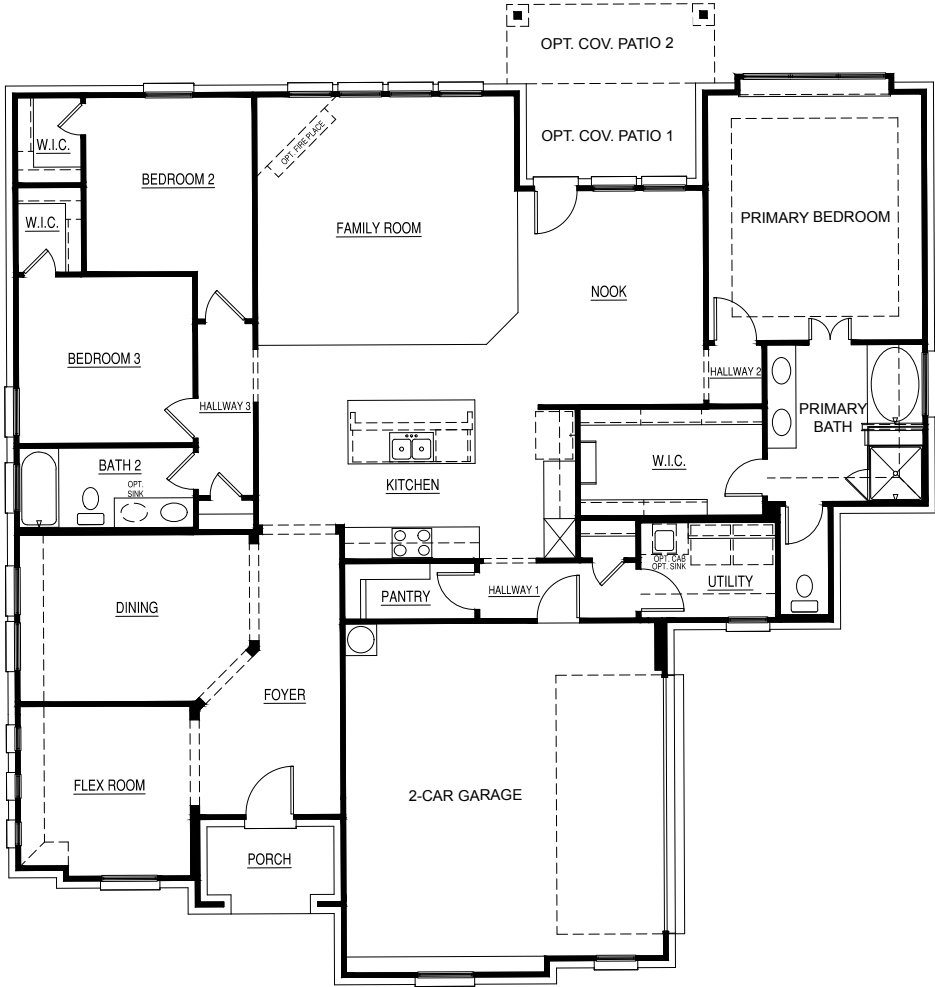 OPT. COV. PATIO 2
OPT. COV. PATIO 1
W.I.C.
OPT. FIRE PLACE
BEDROOM 2
W.I.C.
FAMILY ROOM
PRIMARY BEDROOM
NOOK
BEDROOM 3
HALLWAY 2
HALLWAY 3
PRIMARY
BATH
BATH 2
W.I.C.
OPT.
SINK
KITCHEN
OPT. CAB
OPT. SINK
UTILITY
HALLWAY 1
PANTRY
DINING
FOYER
FLEX ROOM
2-CAR GARAGE
PORCH